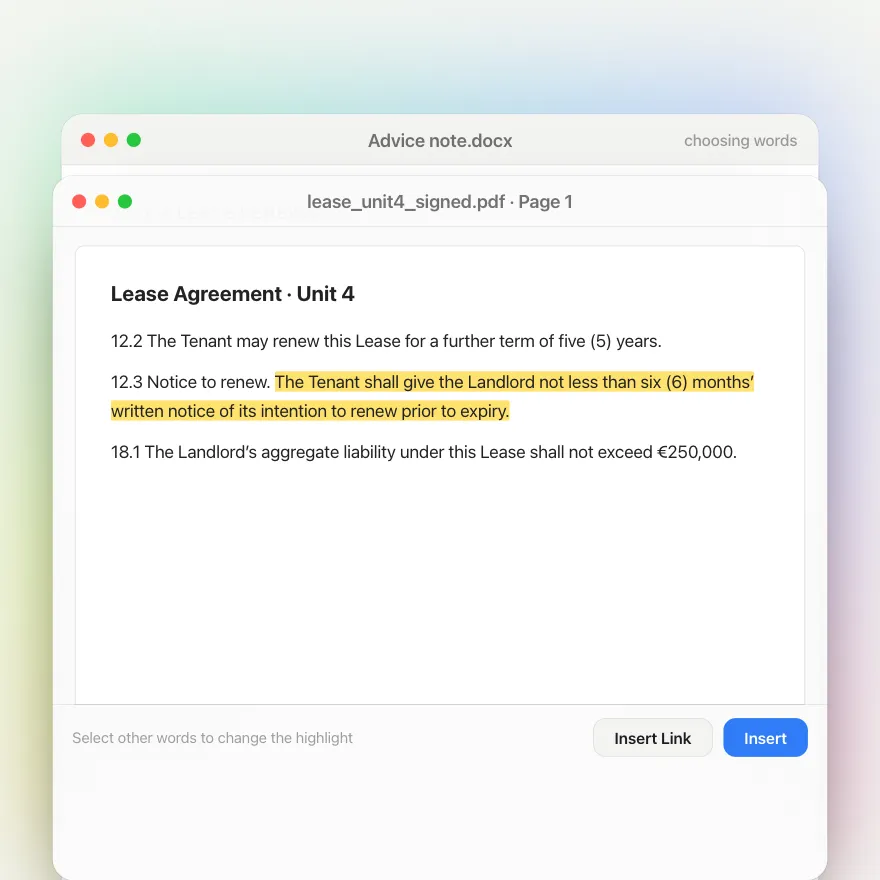 Advice note.docx
choosing words
lease_unit4_signed.pdf · Page 1
Lease Agreement · Unit 4
12.2 The Tenant may renew this Lease for a further term of five (5) years.
12.3 Notice to renew. The Tenant shall give the Landlord not less than six (6) months’
written notice of its intention to renew prior to expiry.
18.1 The Landlord’s aggregate liability under this Lease shall not exceed €250,000.
Select other words to change the highlight
Insert Link
Insert